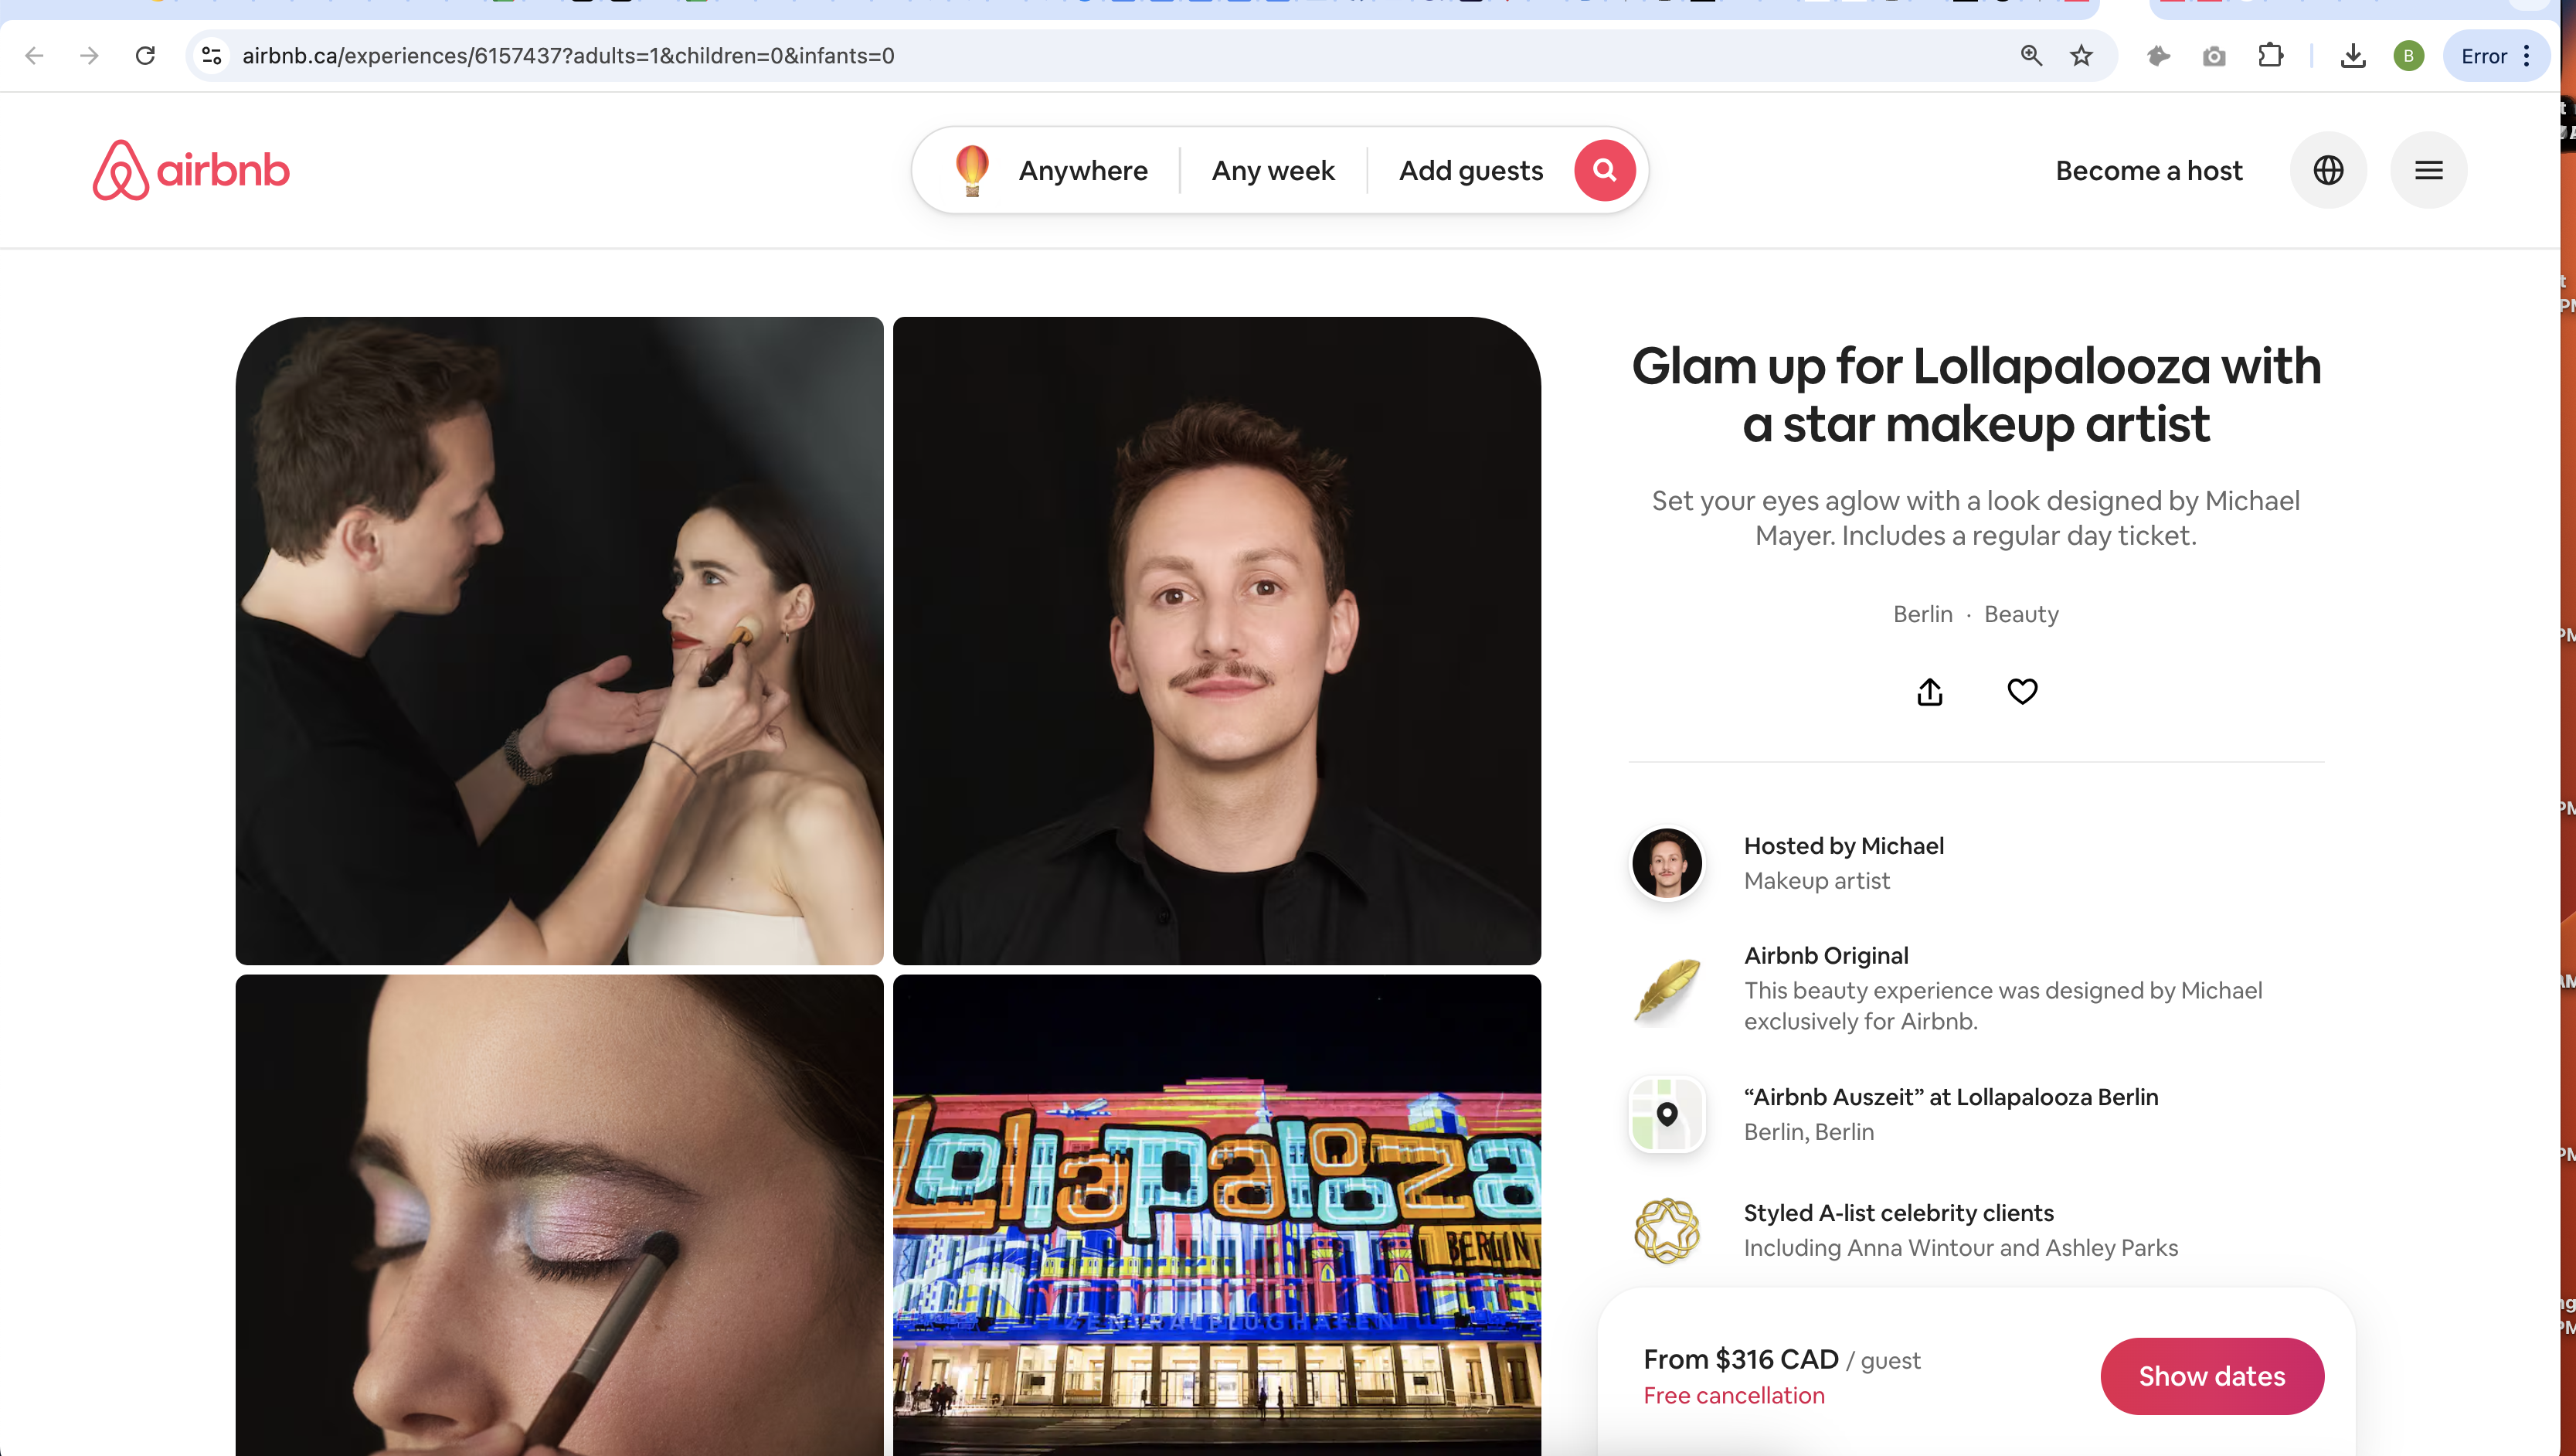 airbnb.ca/experiences/6157437?adults=1&children=0&infants=0
B
Error
airbnb
Anywhere
Any week
Add guests
Become a host
Glam up for Lollapalooza with
a star makeup artist
Set your eyes aglow with a look designed by Michael
Mayer. Includes a regular day ticket.
Berlin · Beauty
Hosted by Michael
Makeup artist
Airbnb Original
This beauty experience was designed by Michael
exclusively for Airbnb.
“Airbnb Auszeit” at Lollapalooza Berlin
Berlin, Berlin
Styled A-list celebrity clients
Including Anna Wintour and Ashley Parks
lollapalooza
BERLIN
ZENTRALFLUGHAFEN
From $316 CAD / guest
Free cancellation
Show dates